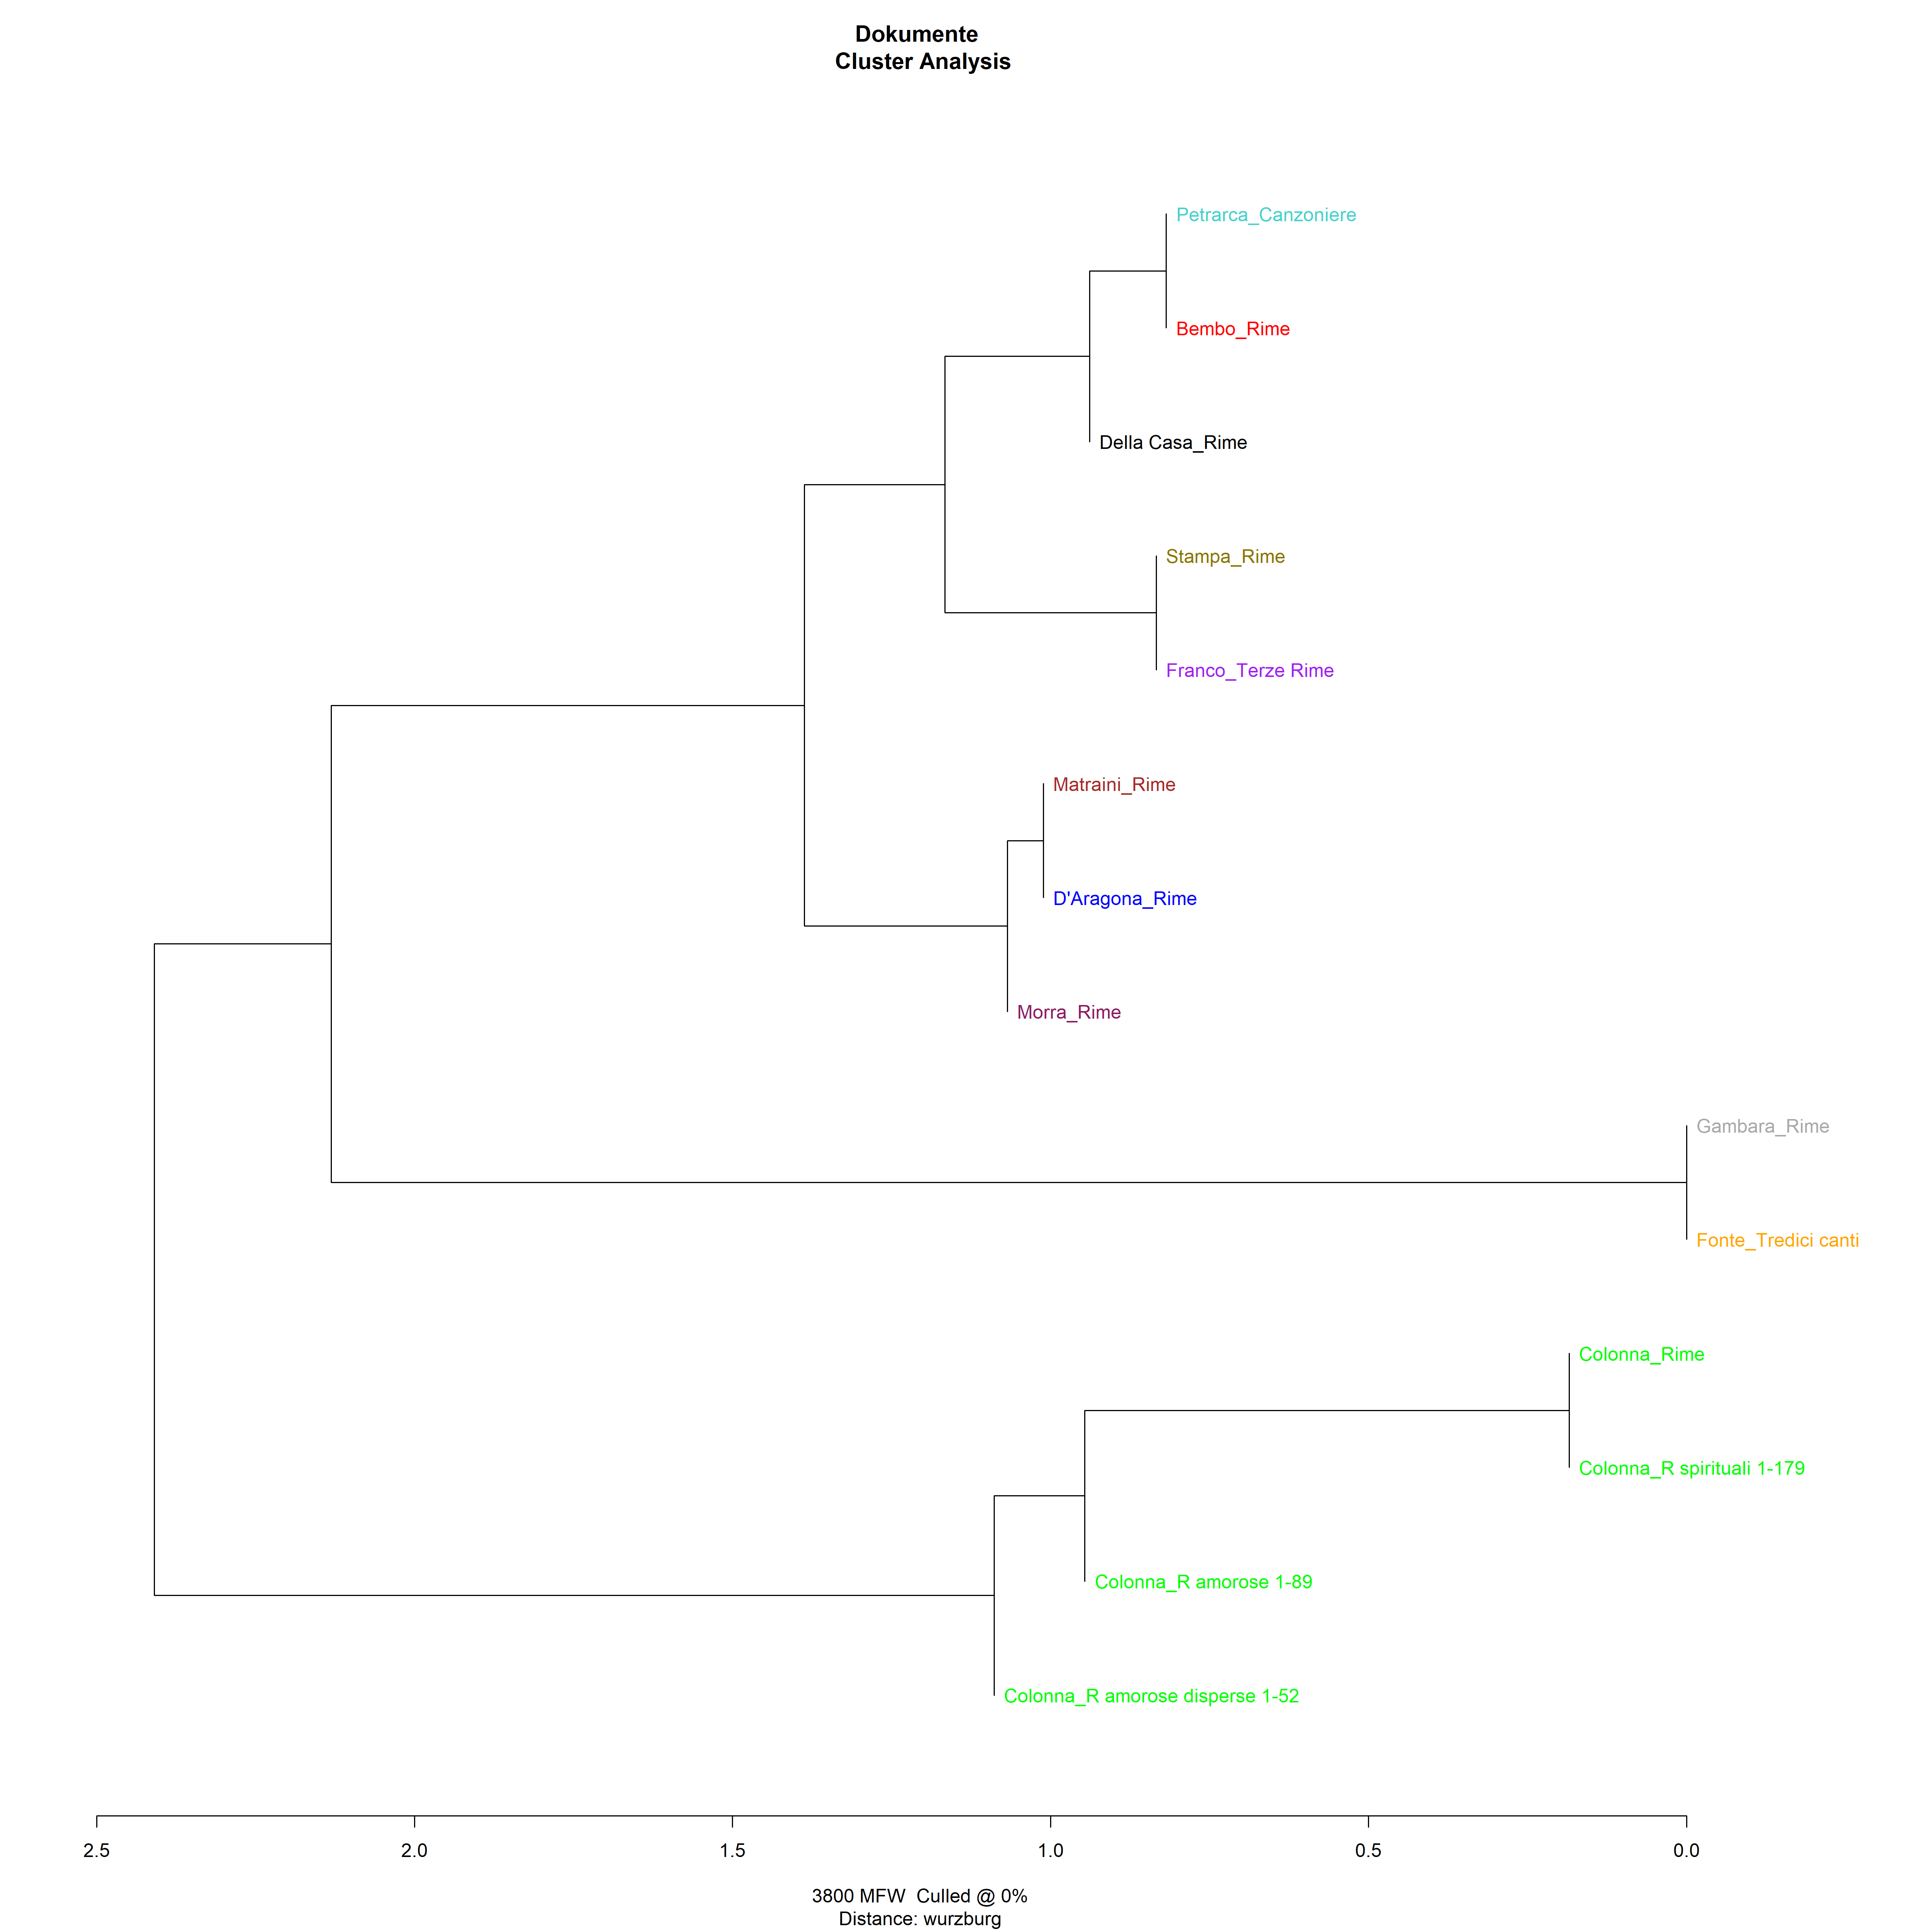 Dokumente
Cluster Analysis
Petrarca_Canzoniere
Bembo_Rime
Della Casa_Rime
Stampa_Rime
Franco_Terze Rime
Matraini_Rime
D'Aragona_Rime
Morra_Rime
Gambara_Rime
Fonte_Tredici canti
Colonna_Rime
Colonna_R spirituali 1-179
Colonna_R amorose 1-89
Colonna_R amorose disperse 1-52
2.5 2.0 1.5 1.0 0.5 0.0
3800 MFW  Culled @ 0%
Distance: wurzburg